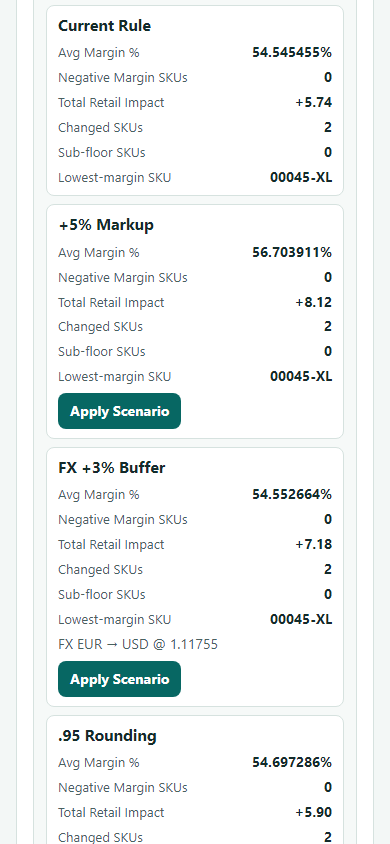 Current Rule
Avg Margin % 54.545455%
Negative Margin SKUs 0
Total Retail Impact +5.74
Changed SKUs 2
Sub-floor SKUs 0
Lowest-margin SKU 00045-XL
+5% Markup
Avg Margin % 56.703911%
Negative Margin SKUs 0
Total Retail Impact +8.12
Changed SKUs 2
Sub-floor SKUs 0
Lowest-margin SKU 00045-XL
Apply Scenario
FX +3% Buffer
Avg Margin % 54.552664%
Negative Margin SKUs 0
Total Retail Impact +7.18
Changed SKUs 2
Sub-floor SKUs 0
Lowest-margin SKU 00045-XL
FX EUR → USD @ 1.11755
Apply Scenario
.95 Rounding
Avg Margin % 54.697286%
Negative Margin SKUs 0
Total Retail Impact +5.90
Changed SKUs 2